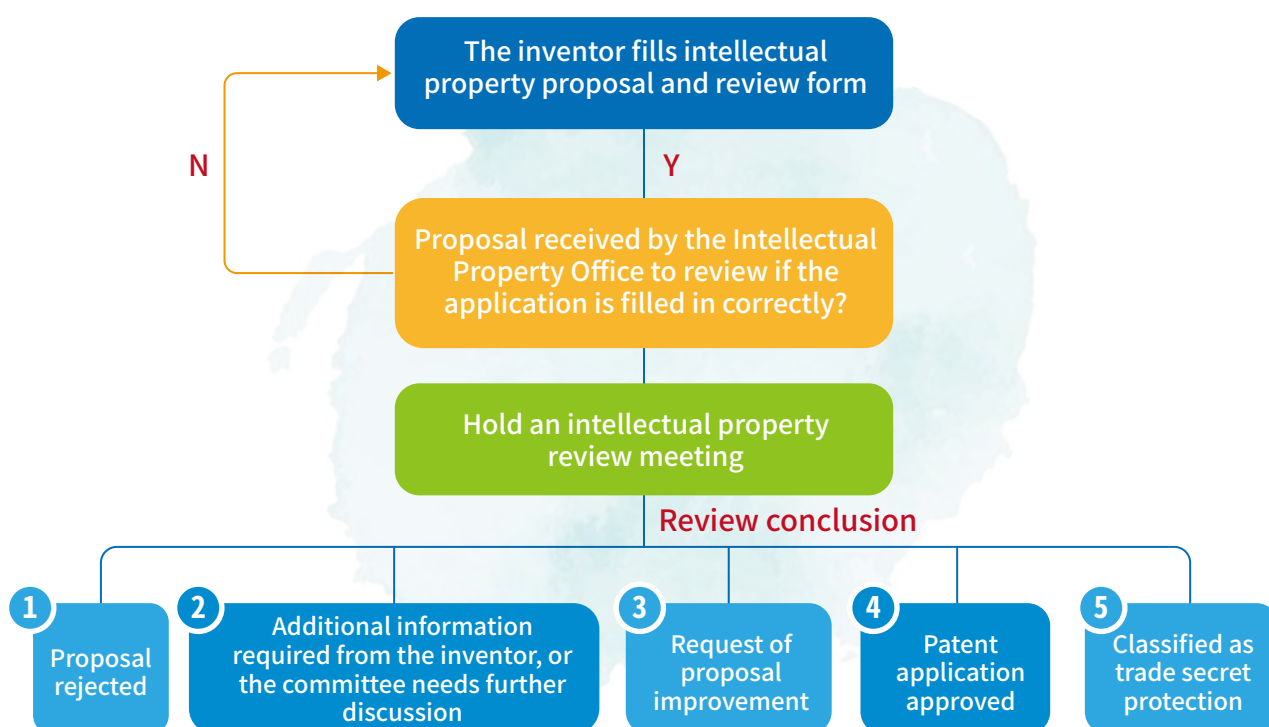 The inventor fills intellectual
property proposal and review form
N
Y
Proposal received by the Intellectual
Property Office to review if the
application is filled in correctly?
Hold an intellectual property
review meeting
Review conclusion
1
Proposal
rejected
2
Additional information
required from the inventor, or
the committee needs further
discussion
3
Request of
proposal
improvement
4
Patent
application
approved
5
Classified as
trade secret
protection